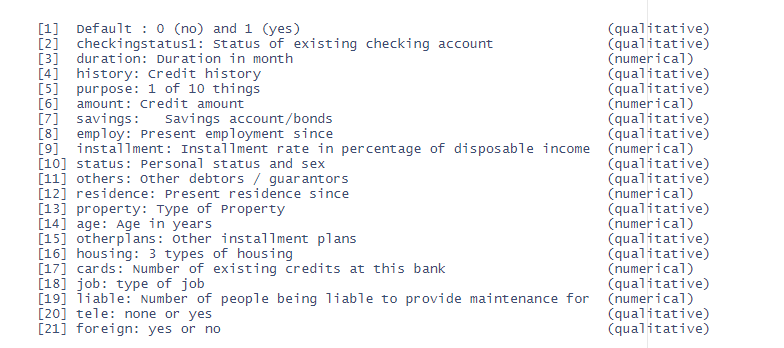 [1] Default : 0 (no) and 1 (yes) (qualitative)
[2] checkingstatus1: Status of existing checking account (qualitative)
[3] duration: Duration in month (numerical)
[4] history: Credit history (qualitative)
[5] purpose: 1 of 10 things (qualitative)
[6] amount: Credit amount (numerical)
[7] savings: Savings account/bonds (qualitative)
[8] employ: Present employment since (qualitative)
[9] installment: Installment rate in percentage of disposable income (numerical)
[10] status: Personal status and sex (qualitative)
[11] others: Other debtors / guarantors (qualitative)
[12] residence: Present residence since (numerical)
[13] property: Type of Property (qualitative)
[14] age: Age in years (numerical)
[15] otherplans: Other installment plans (qualitative)
[16] housing: 3 types of housing (qualitative)
[17] cards: Number of existing credits at this bank (numerical)
[18] job: type of job (qualitative)
[19] liable: Number of people being liable to provide maintenance for (numerical)
[20] tele: none or yes (qualitative)
[21] foreign: yes or no (qualitative)